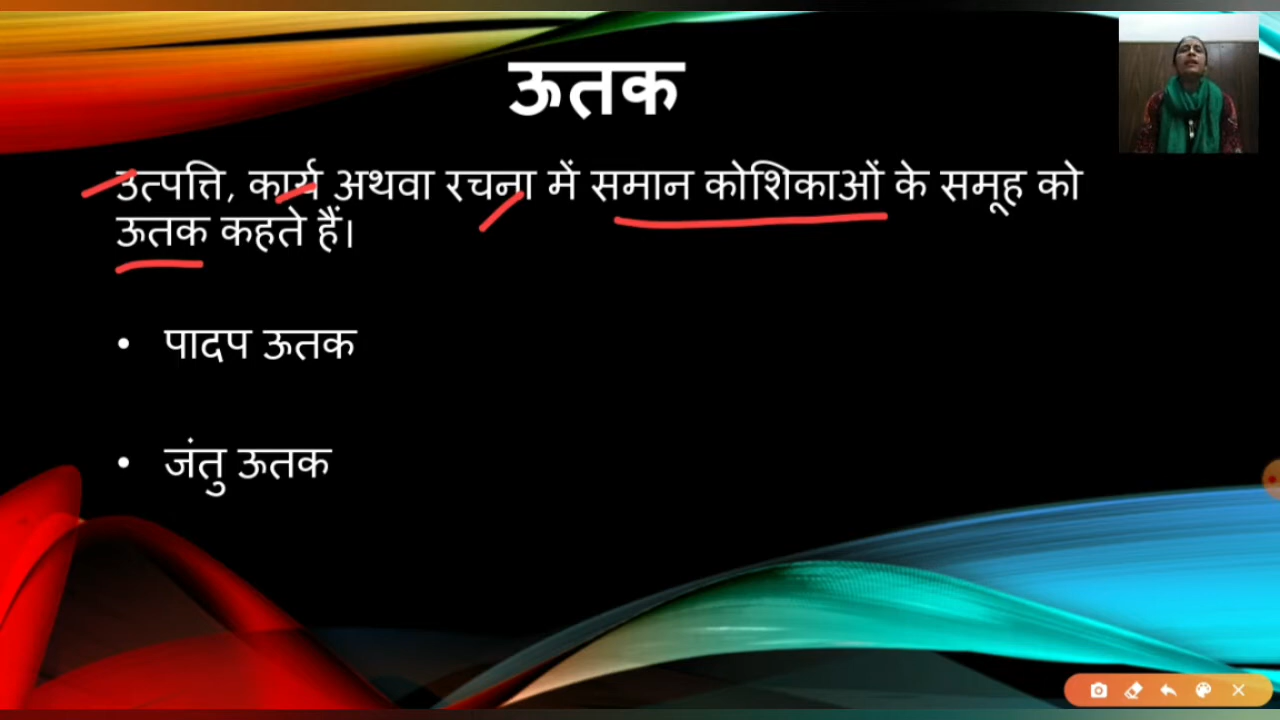 ऊतक
उत्पत्ति, कार्य अथवा रचना में समान कोशिकाओं के समूह को
ऊतक कहते हैं।
• पादप ऊतक
• जंतु ऊतक